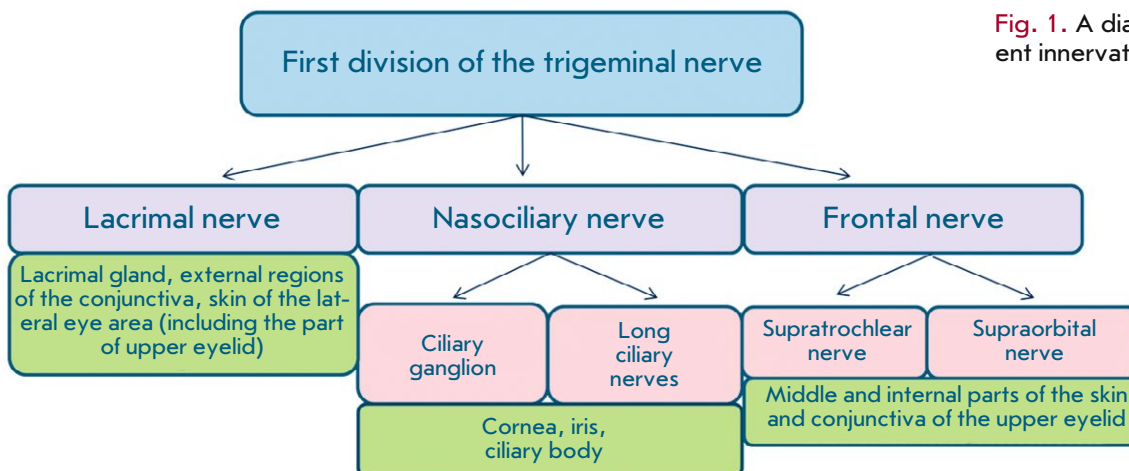 First division of the trigeminal nerve
Fig. 1. A dia
ent innervat
Lacrimal nerve
Nasociliary nerve
Frontal nerve
Lacrimal gland, external regions
of the conjunctiva, skin of the lat-
eral eye area (including the part
of upper eyelid)
Ciliary
ganglion
Long
ciliary
nerves
Supratrochlear
nerve
Supraorbital
nerve
Cornea, iris,
ciliary body
Middle and internal parts of the skin
and conjunctiva of the upper eyelid